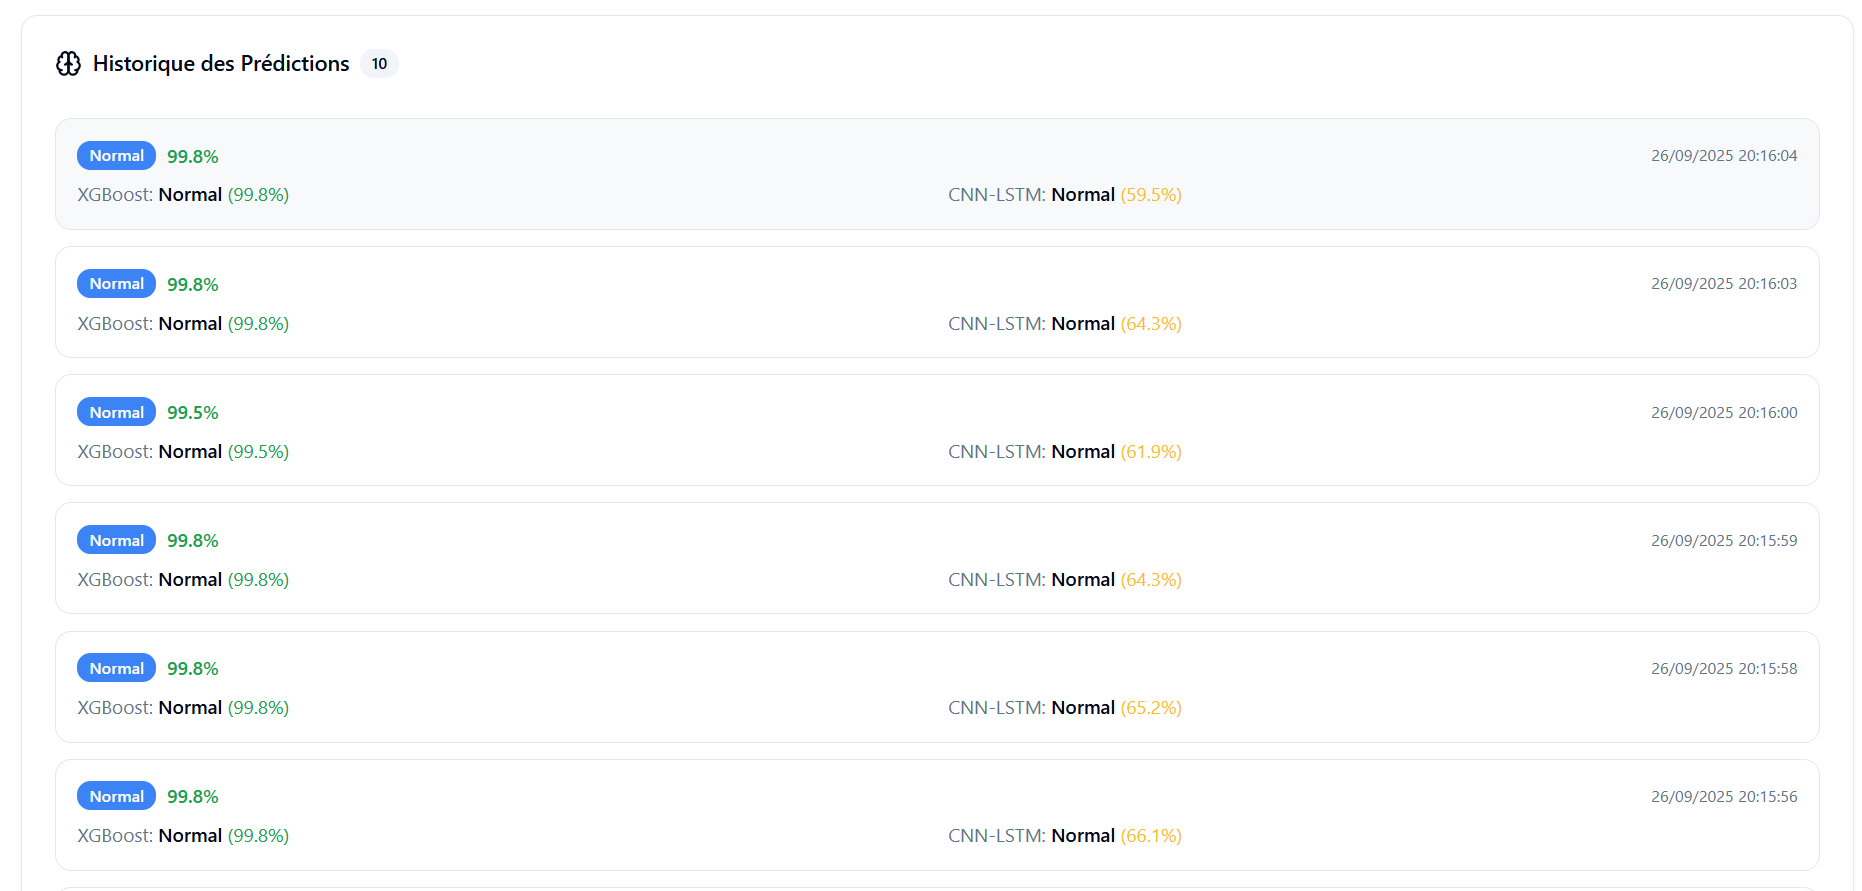 Historique des Prédictions 10
Normal 99.8% 26/09/2025 20:16:04
XGBoost: Normal (99.8%) CNN-LSTM: Normal (59.5%)
Normal 99.8% 26/09/2025 20:16:03
XGBoost: Normal (99.8%) CNN-LSTM: Normal (64.3%)
Normal 99.5% 26/09/2025 20:16:00
XGBoost: Normal (99.5%) CNN-LSTM: Normal (61.9%)
Normal 99.8% 26/09/2025 20:15:59
XGBoost: Normal (99.8%) CNN-LSTM: Normal (64.3%)
Normal 99.8% 26/09/2025 20:15:58
XGBoost: Normal (99.8%) CNN-LSTM: Normal (65.2%)
Normal 99.8% 26/09/2025 20:15:56
XGBoost: Normal (99.8%) CNN-LSTM: Normal (66.1%)